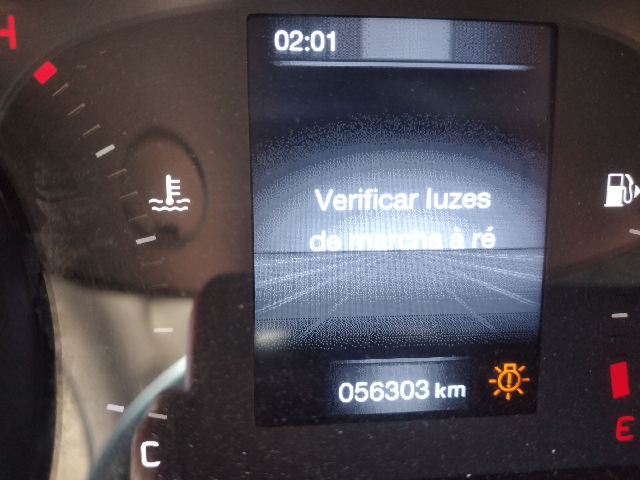 H
02:01
Verificar luzes
de marcha à ré
056303 km
C
E